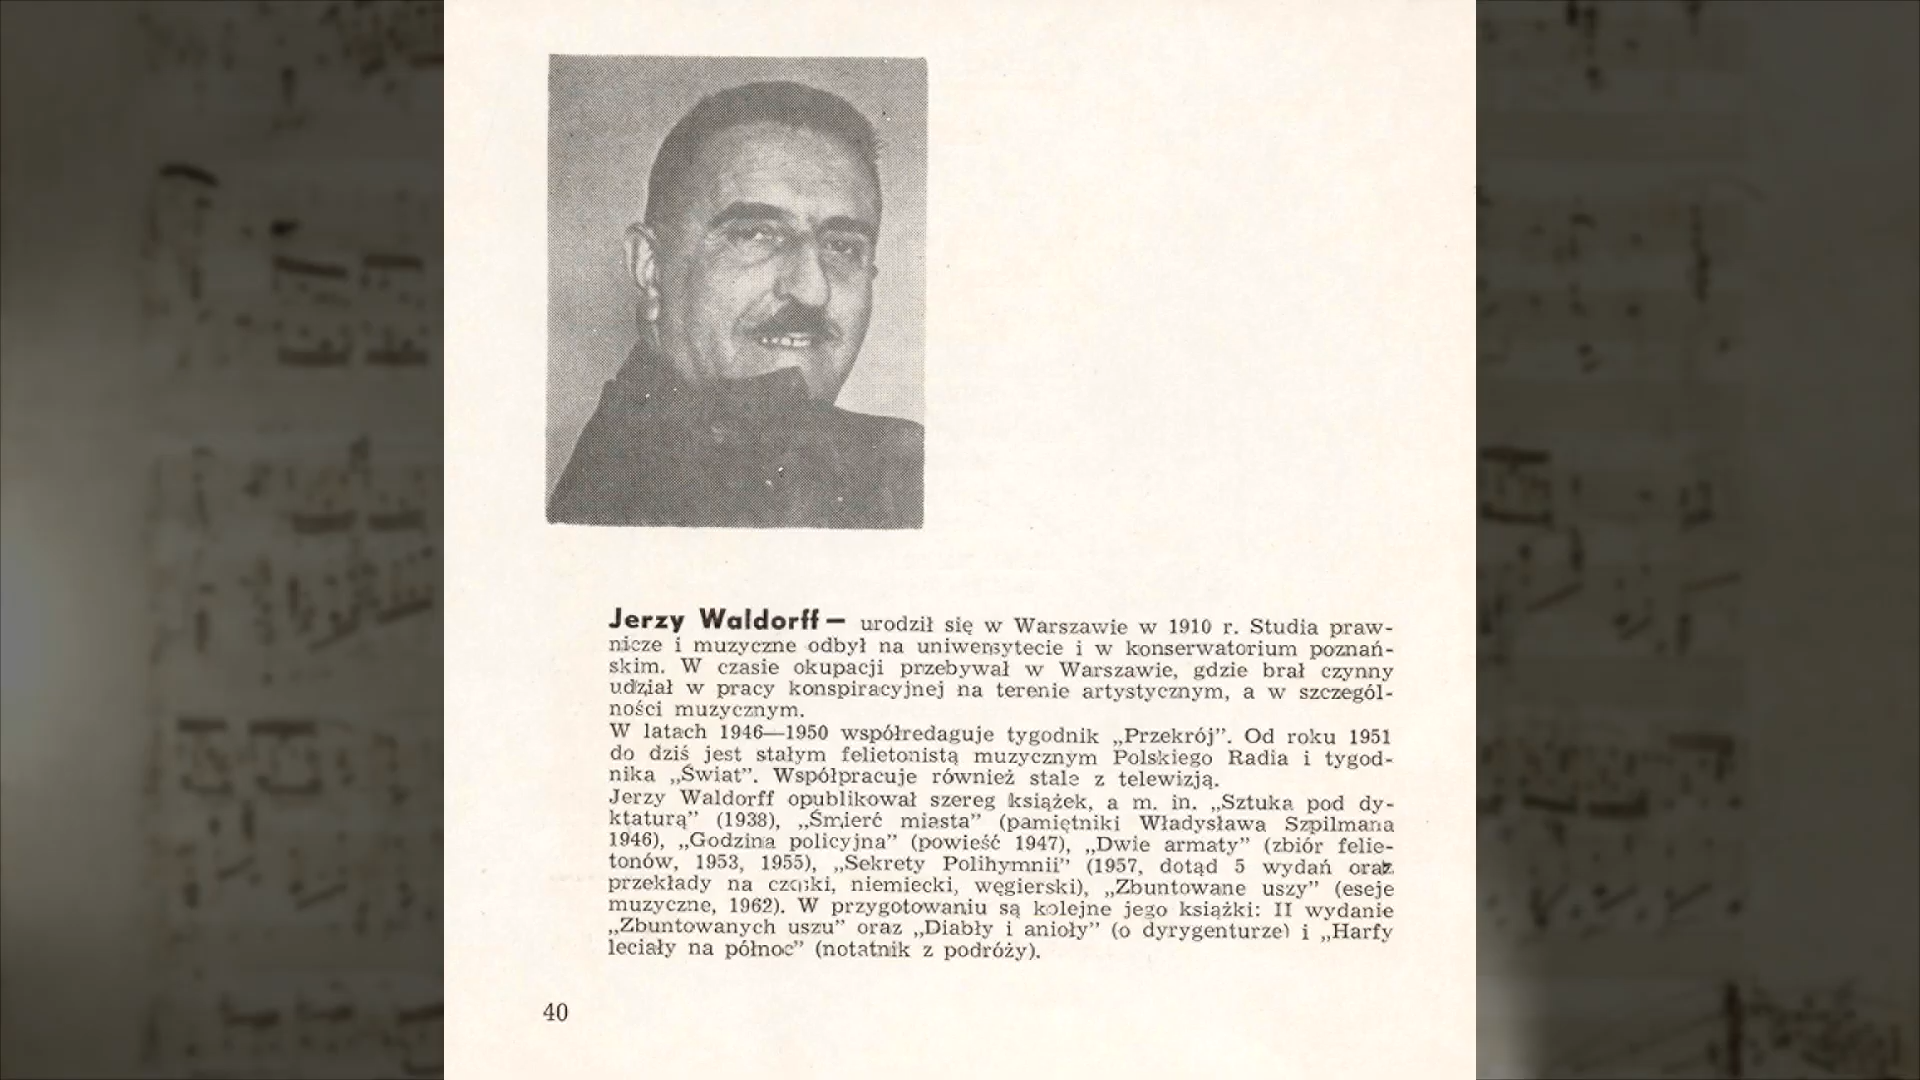 Jerzy Waldorff — urodził się w Warszawie w 1910 r. Studia praw-
nicze i muzyczne odbył na uniwersytecie i w konserwatorium poznań-
skim. W czasie okupacji przebywał w Warszawie, gdzie brał czynny
udział w pracy konspiracyjnej na terenie artystycznym, a w szczegól-
ności muzycznym.
W latach 1946—1950 współredaguje tygodnik „Przekrój”. Od roku 1951
do dziś jest stałym felietonistą muzycznym Polskiego Radia i tygod-
nika „Świat”. Współpracuje również stale z telewizją.
Jerzy Waldorff opublikował szereg książek, a m. in. „Sztuka pod dy-
ktaturą” (1938), „Śmierć miasta” (pamiętniki Władysława Szpilmana
1946), „Godzina policyjna” (powieść 1947), „Dwie armaty” (zbiór felie-
tonów, 1953, 1955), „Sekrety Polihymnii” (1957, dotąd 5 wydań oraz
przekłady na czeski, niemiecki, węgierski), „Zbuntowane uszy” (eseje
muzyczne, 1962). W przygotowaniu są kolejne jego książki: II wydanie
„Zbuntowanych uszu” oraz „Diabły i anioły” (o dyrygenturze) i „Harfy
leciały na północ” (notatnik z podróży).
40